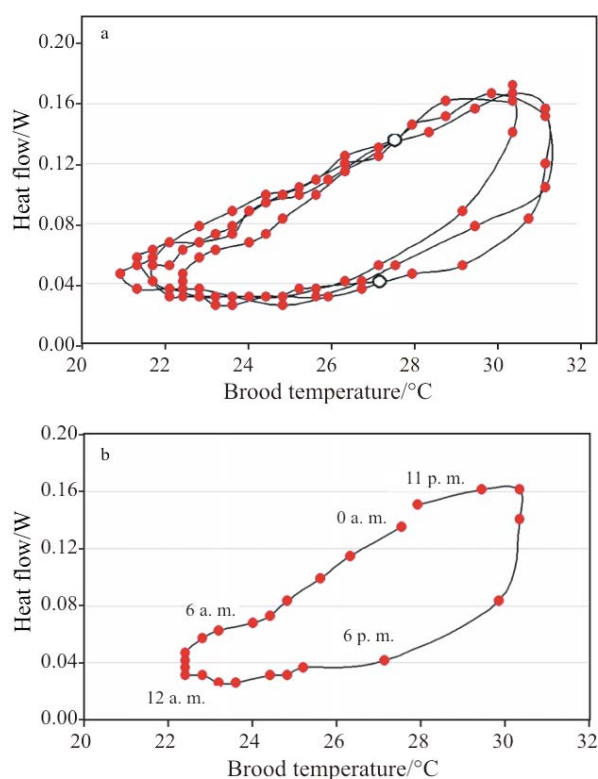 a
Heat flow/W
0.20
0.16
0.12
0.08
0.04
0.00
20 22 24 26 28 30 32
Brood temperature/°C
b
Heat flow/W
0.20
0.16
0.12
0.08
0.04
0.00
11 p. m.
0 a. m.
6 a. m.
6 p. m.
12 a. m.
20 22 24 26 28 30 32
Brood temperature/°C